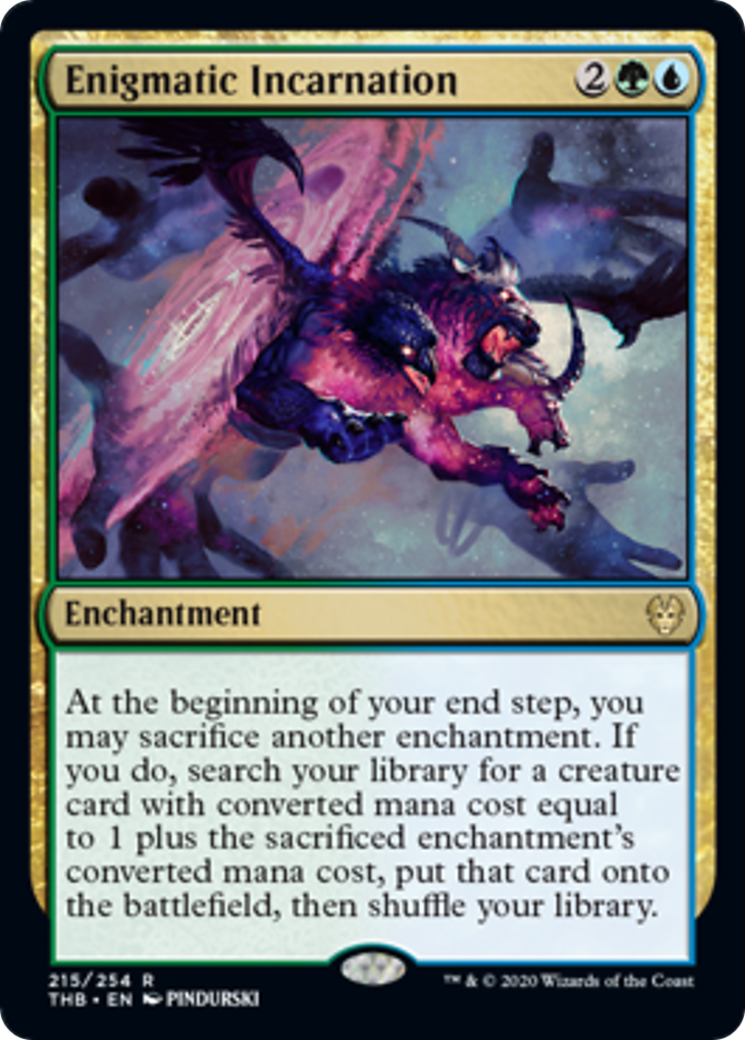 Enigmatic Incarnation 2
Enchantment
At the beginning of your end step, you
may sacrifice another enchantment. If
you do, search your library for a creature
card with converted mana cost equal
to 1 plus the sacrificed enchantment's
converted mana cost, put that card onto
the battlefield, then shuffle your library.
215/254 R
™ & © 2020 Wizards of the Coast
THB • EN PINDURSKI